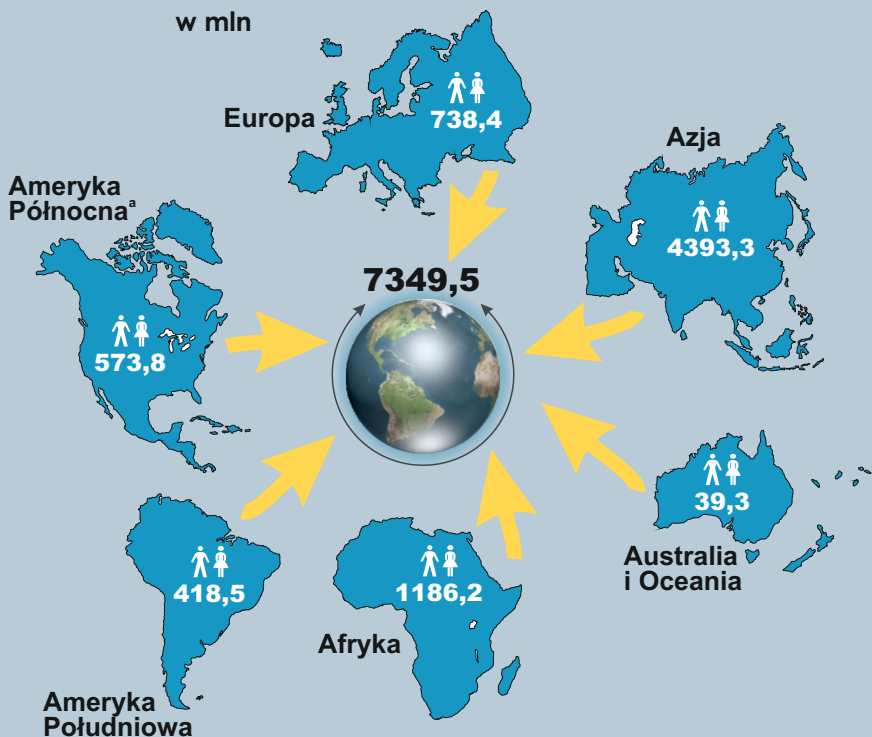 w mln
Europa
738,4
Azja
4393,3
Ameryka
Północnaᵃ
573,8
7349,5
39,3
Australia
i Oceania
418,5
1186,2
Afryka
Ameryka
Południowa